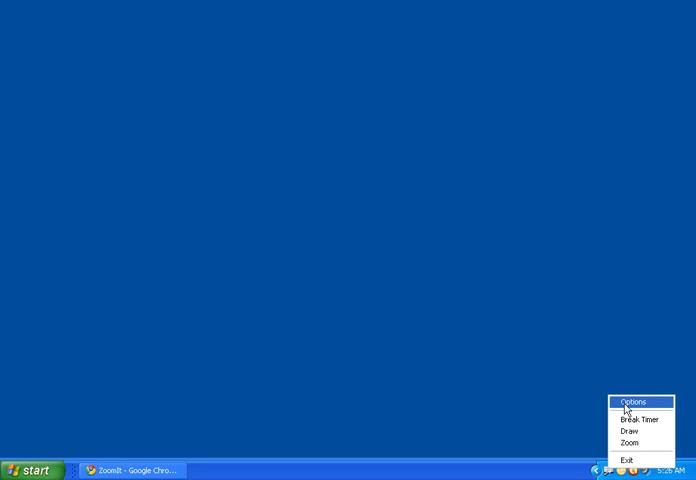 Options
Break Timer
Draw
Zoom
Exit
start
ZoomIt - Google Chro...
5:26 AM